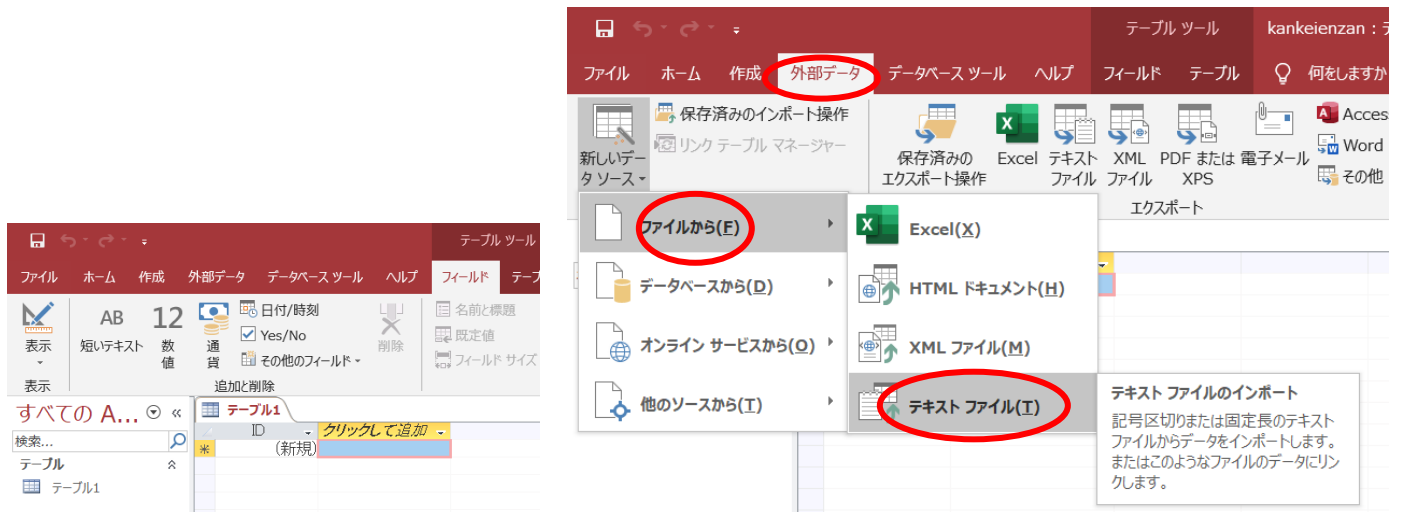 テーブル ツール
ファイル ホーム 作成 外部データ データベース ツール ヘルプ フィールド テーブ
表示
AB
短いテキスト
12
数値
通貨
日付/時刻
Yes/No
その他のフィールド
削除
名前と標題
既定値
フィールド サイズ
表示
追加と削除
すべての A...
«
テーブル1
検索...
ID
クリックして追加
(新規)
テーブル
テーブル1
テーブル ツール
kankeienzan : テ
ファイル ホーム 作成 外部データ データベース ツール ヘルプ フィールド テーブル 何をしますか
新しいデー
タ ソース
保存済みのインポート操作
リンク テーブル マネージャー
保存済みの
エクスポート操作
Excel
テキスト
ファイル
XML
ファイル
PDF または
XPS
電子メール
Acces
Word
その他
エクスポート
ファイルから(F)
データベースから(D)
オンライン サービスから(O)
他のソースから(T)
Excel(X)
HTML ドキュメント(H)
XML ファイル(M)
テキスト ファイル(T)
テキスト ファイルのインポート
記号区切りまたは固定長のテキスト
ファイルからデータをインポートします。
またはこのようなファイルのデータにリン
クします。